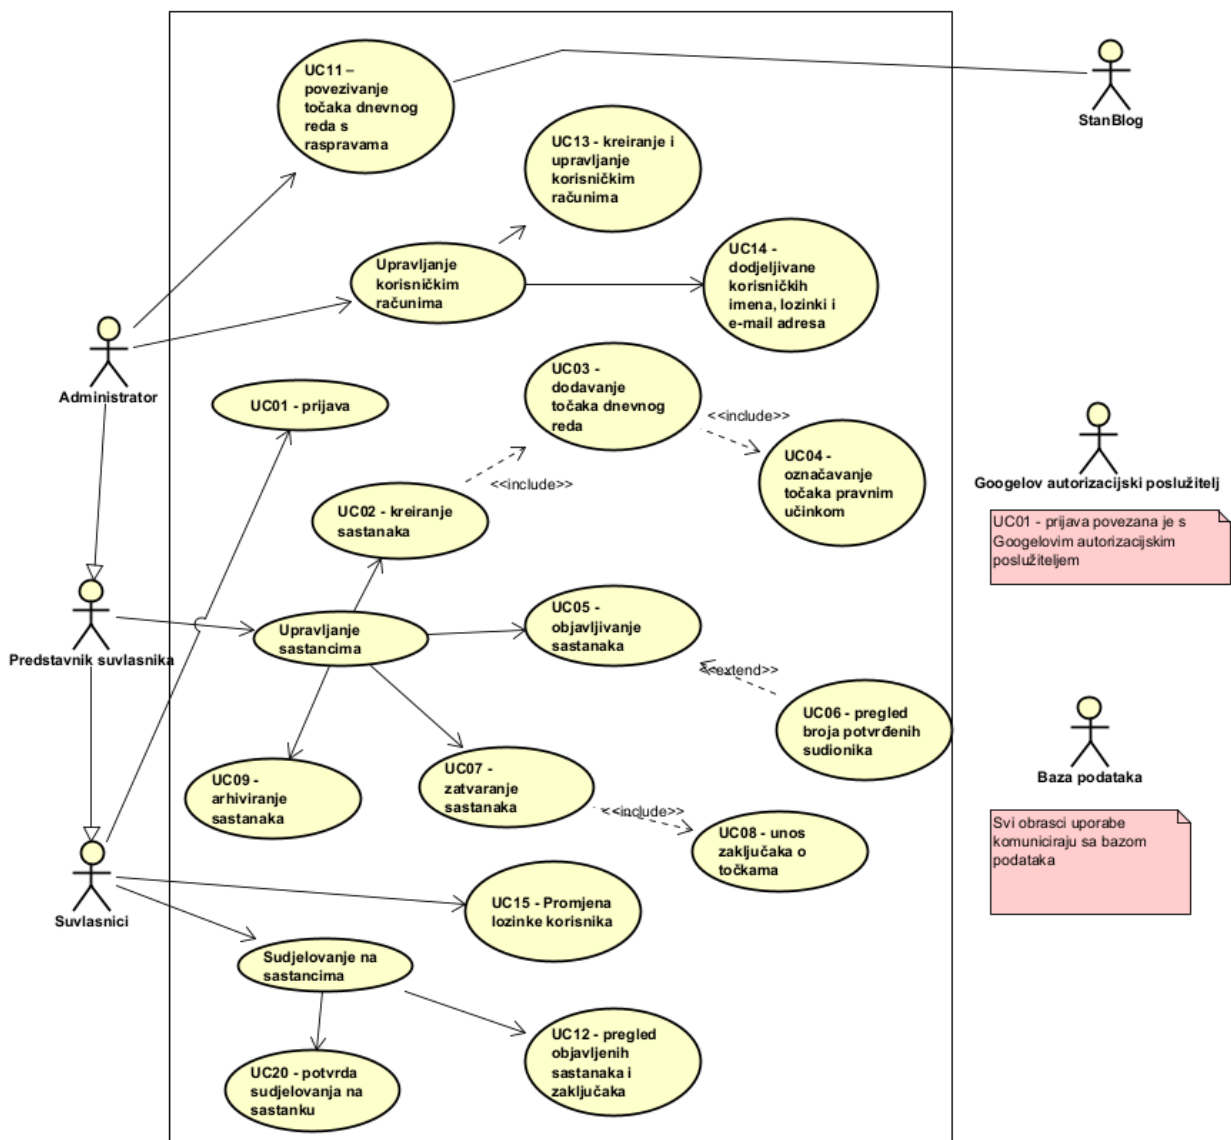 UC11 –
povezivanje
točaka dnevnog
reda s
raspravama
StanBlog
UC13 - kreiranje i
upravljanje
korisničkim
računima
Upravljanje
korisničkim
računima
UC14 -
dodjeljivane
korisničkih
imena, lozinki i
e-mail adresa
Administrator
UC01 - prijava
UC03 -
dodavanje
točaka dnevnog
reda
<<include>>
UC04 -
označavanje
točaka pravnim
učinkom
Googelov autorizacijski poslužitelj
UC01 - prijava povezana je s
Googelovim autorizacijskim
poslužiteljem
<<include>>
UC02 - kreiranje
sastanaka
Predstavnik suvlasnika
Upravljanje
sastancima
UC05 -
objavljivanje
sastanaka
<<extend>>
UC06 - pregled
broja potvrđenih
sudionika
Baza podataka
Svi obrasci uporabe
komuniciraju sa bazom
podataka
UC09 -
arhiviranje
sastanaka
UC07 -
zatvaranje
sastanaka
<<include>>
UC08 - unos
zaključaka o
točkama
Suvlasnici
UC15 - Promjena
lozinke korisnika
Sudjelovanje na
sastancima
UC20 - potvrda
sudjelovanja na
sastanku
UC12 - pregled
objavljenih
sastanaka i
zaključaka